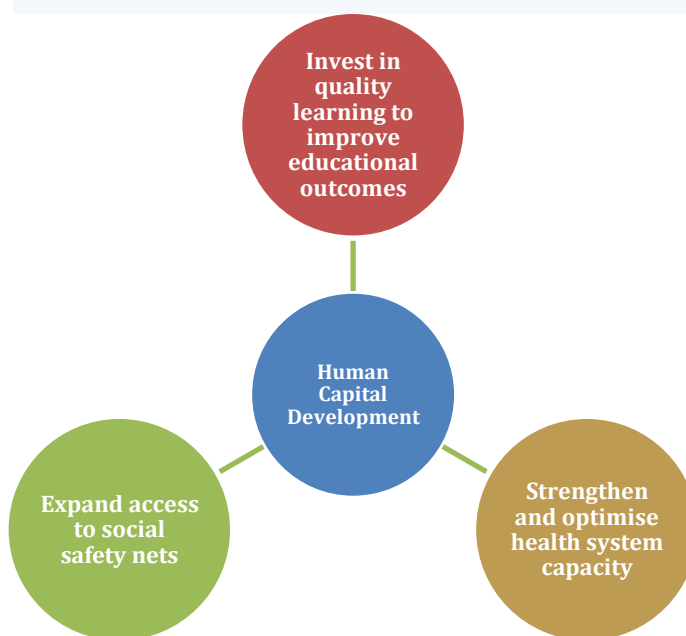 Invest in
quality
learning to
improve
educational
outcomes
Human
Capital
Development
Expand access
to social
safety nets
Strengthen
and optimise
health system
capacity